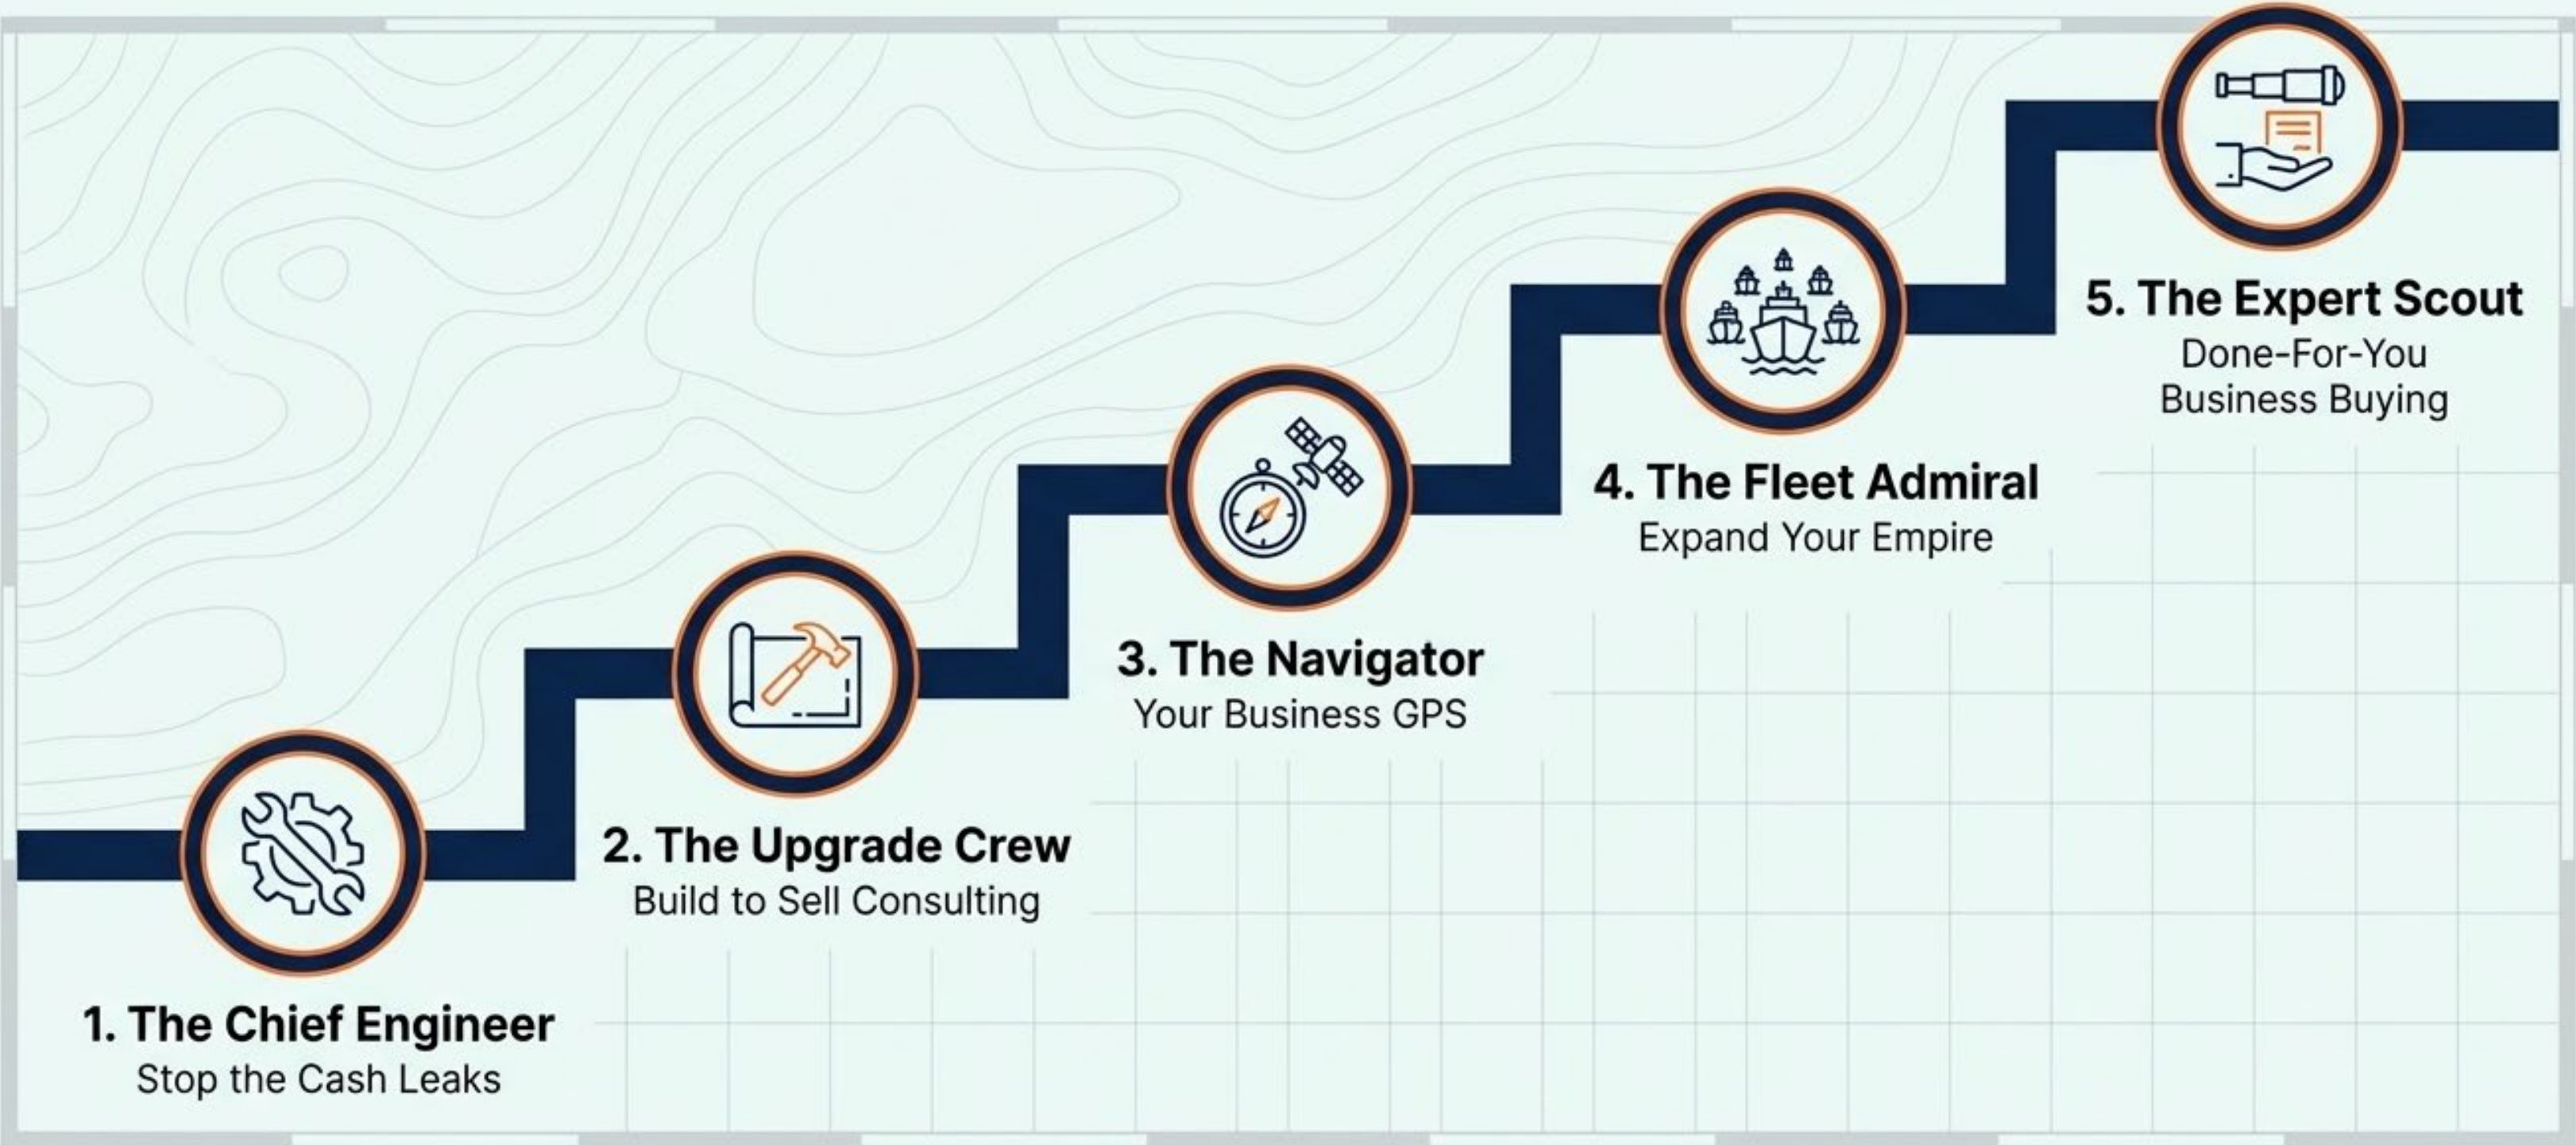 1. The Chief Engineer
Stop the Cash Leaks
2. The Upgrade Crew
Build to Sell Consulting
3. The Navigator
Your Business GPS
4. The Fleet Admiral
Expand Your Empire
5. The Expert Scout
Done-For-You
Business Buying